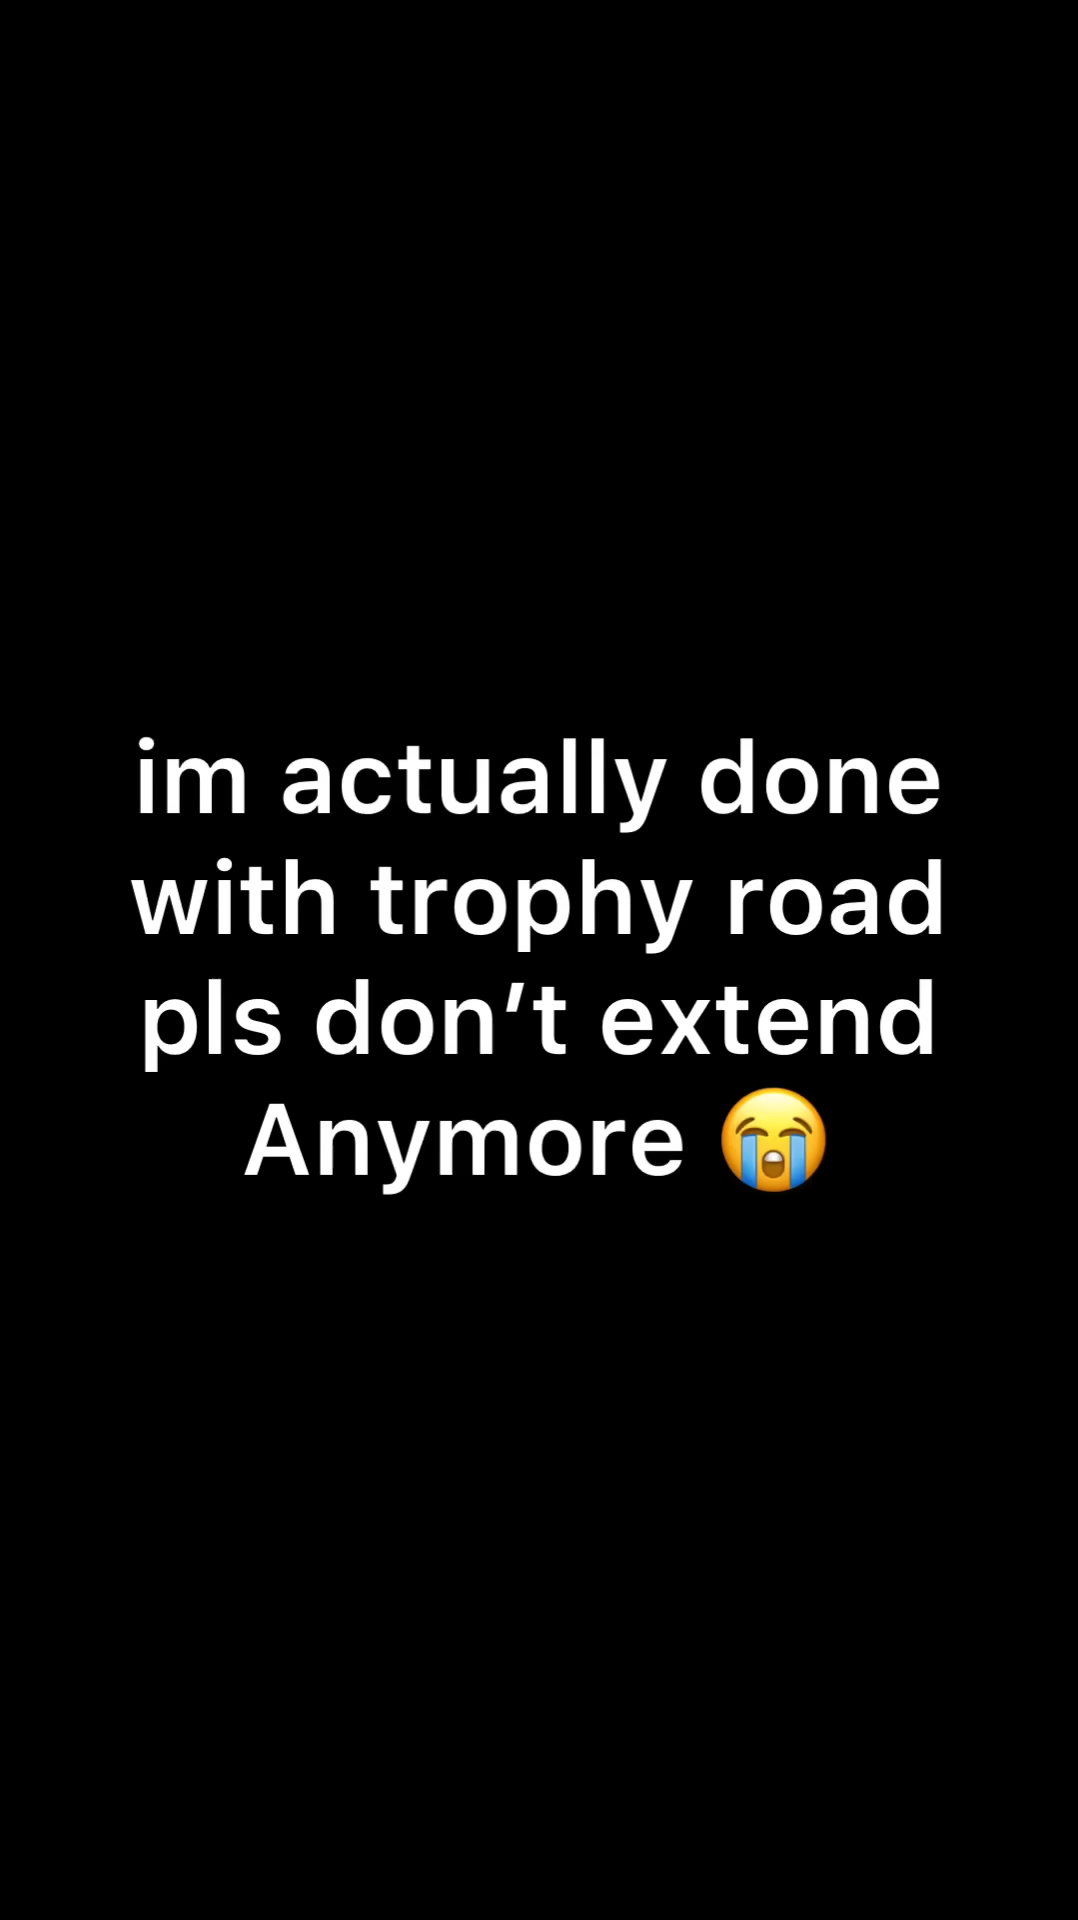 im actually done
with trophy road
pls don’t extend
Anymore 😭